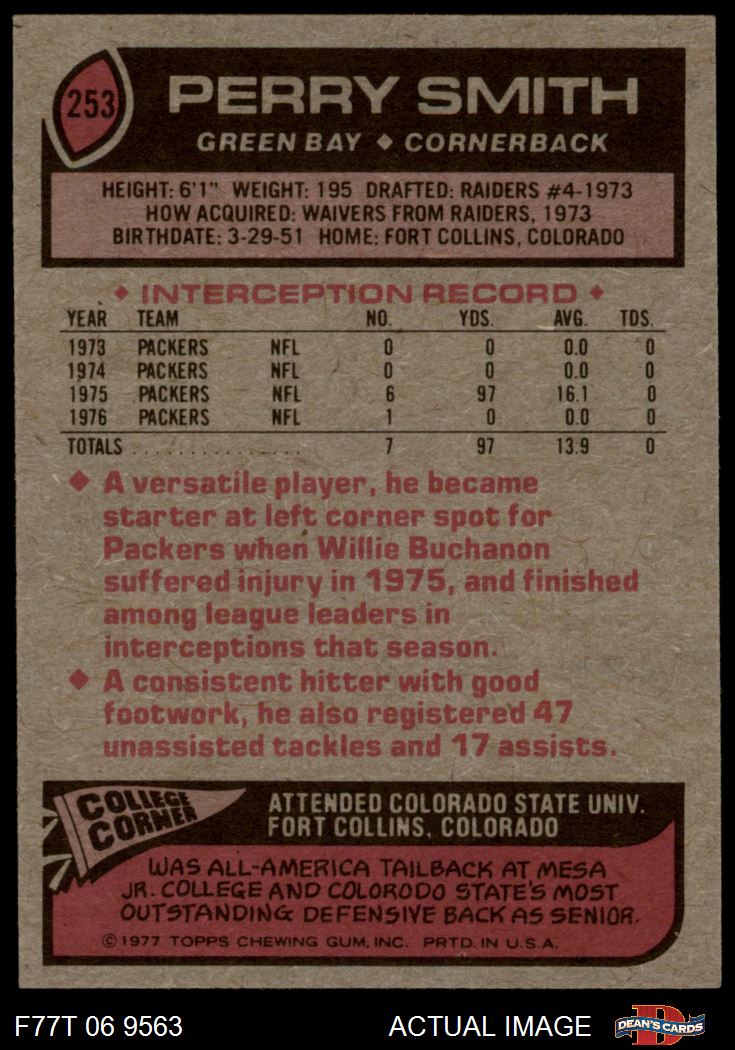 253
PERRY SMITH
GREEN BAY ◆ CORNERBACK
HEIGHT: 6'1" WEIGHT: 195 DRAFTED: RAIDERS #4-1973
HOW ACQUIRED: WAIVERS FROM RAIDERS, 1973
BIRTHDATE: 3-29-51 HOME: FORT COLLINS, COLORADO
◆ INTERCEPTION RECORD ◆
YEAR TEAM NO. YDS. AVG. TDS.
1973 PACKERS NFL 0 0 0.0 0
1974 PACKERS NFL 0 0 0.0 0
1975 PACKERS NFL 6 97 16.1 0
1976 PACKERS NFL 1 0 0.0 0
TOTALS . . . . . . . . . . . . . . . 7 97 13.9 0
◆ A versatile player, he became
starter at left corner spot for
Packers when Willie Buchanon
suffered injury in 1975, and finished
among league leaders in
interceptions that season.
◆ A consistent hitter with good
footwork, he also registered 47
unassisted tackles and 17 assists.
COLLEGE
CORNER
ATTENDED COLORADO STATE UNIV.
FORT COLLINS, COLORADO
WAS ALL-AMERICA TAILBACK AT MESA
JR. COLLEGE AND COLORODO STATE'S MOST
OUTSTANDING DEFENSIVE BACK AS SENIOR.
©1977 TOPPS CHEWING GUM, INC. PRTD. IN U.S.A.
F77T 06 9563 ACTUAL IMAGE D DEAN'S CARDS